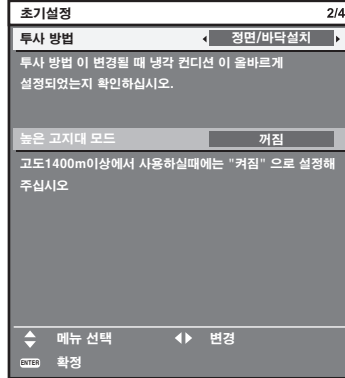 초기설정 2/4
투사 방법 정면/바닥설치
투사 방법 이 변경될 때 냉각 컨디션 이 올바르게
설정되었는지 확인하십시오.
높은 고지대 모드 꺼짐
고도1400m이상에서 사용하실때에는 "켜짐" 으로 설정해
주십시오
메뉴 선택 변경
ENTER 확정